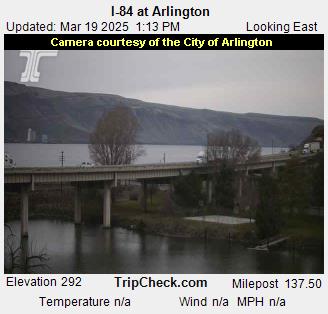 I-84 at Arlington
Updated: Mar 19 2025 1:13 PM Looking East
Camera courtesy of the City of Arlington
Elevation 292 TripCheck.com Milepost 137.50
Temperature n/a Wind n/a MPH n/a